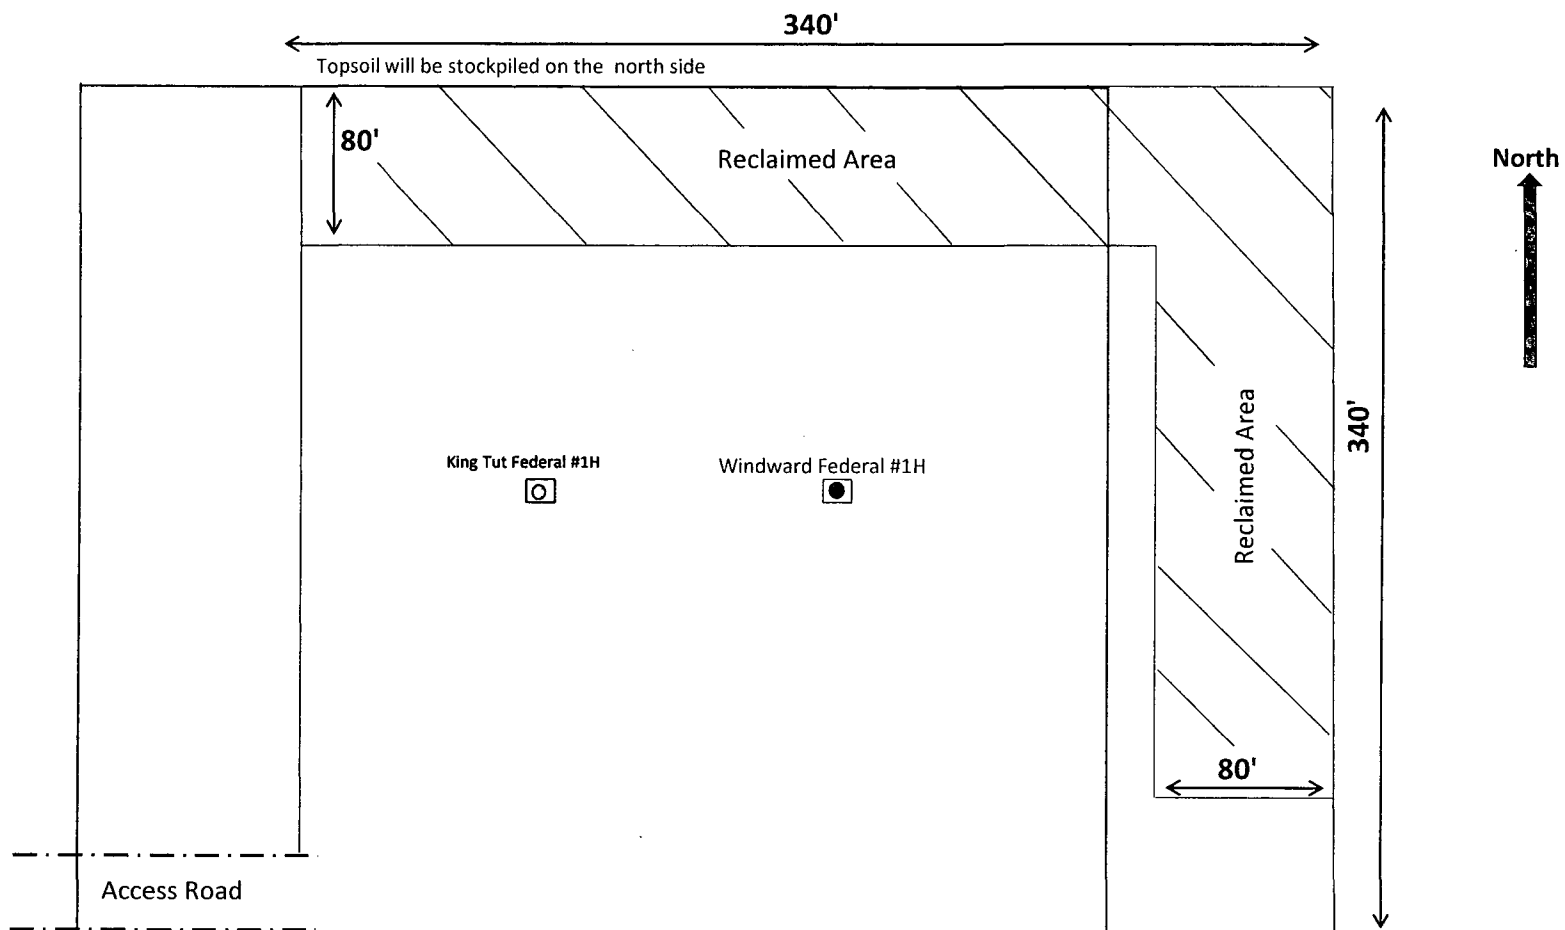 340'
Topsoil will be stockpiled on the north side
80'
Reclaimed Area
North
King Tut Federal #1H
Windward Federal #1H
Reclaimed Area
340'
80'
Access Road